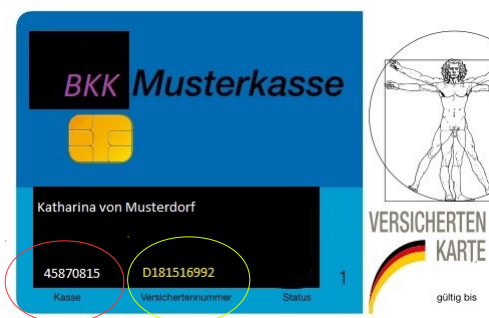 BKK Musterkasse
Katharina von Musterdorf
VERSICHERTEN
KARTE
45870815 D181516992 1
Kasse Versichertennummer Status
gültig bis